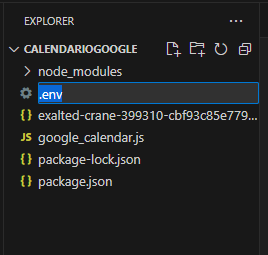 EXPLORER
CALENDARIOGOOGLE
node_modules
.env
exalted-crane-399310-cbf93c85e779...
google_calendar.js
package-lock.json
package.json